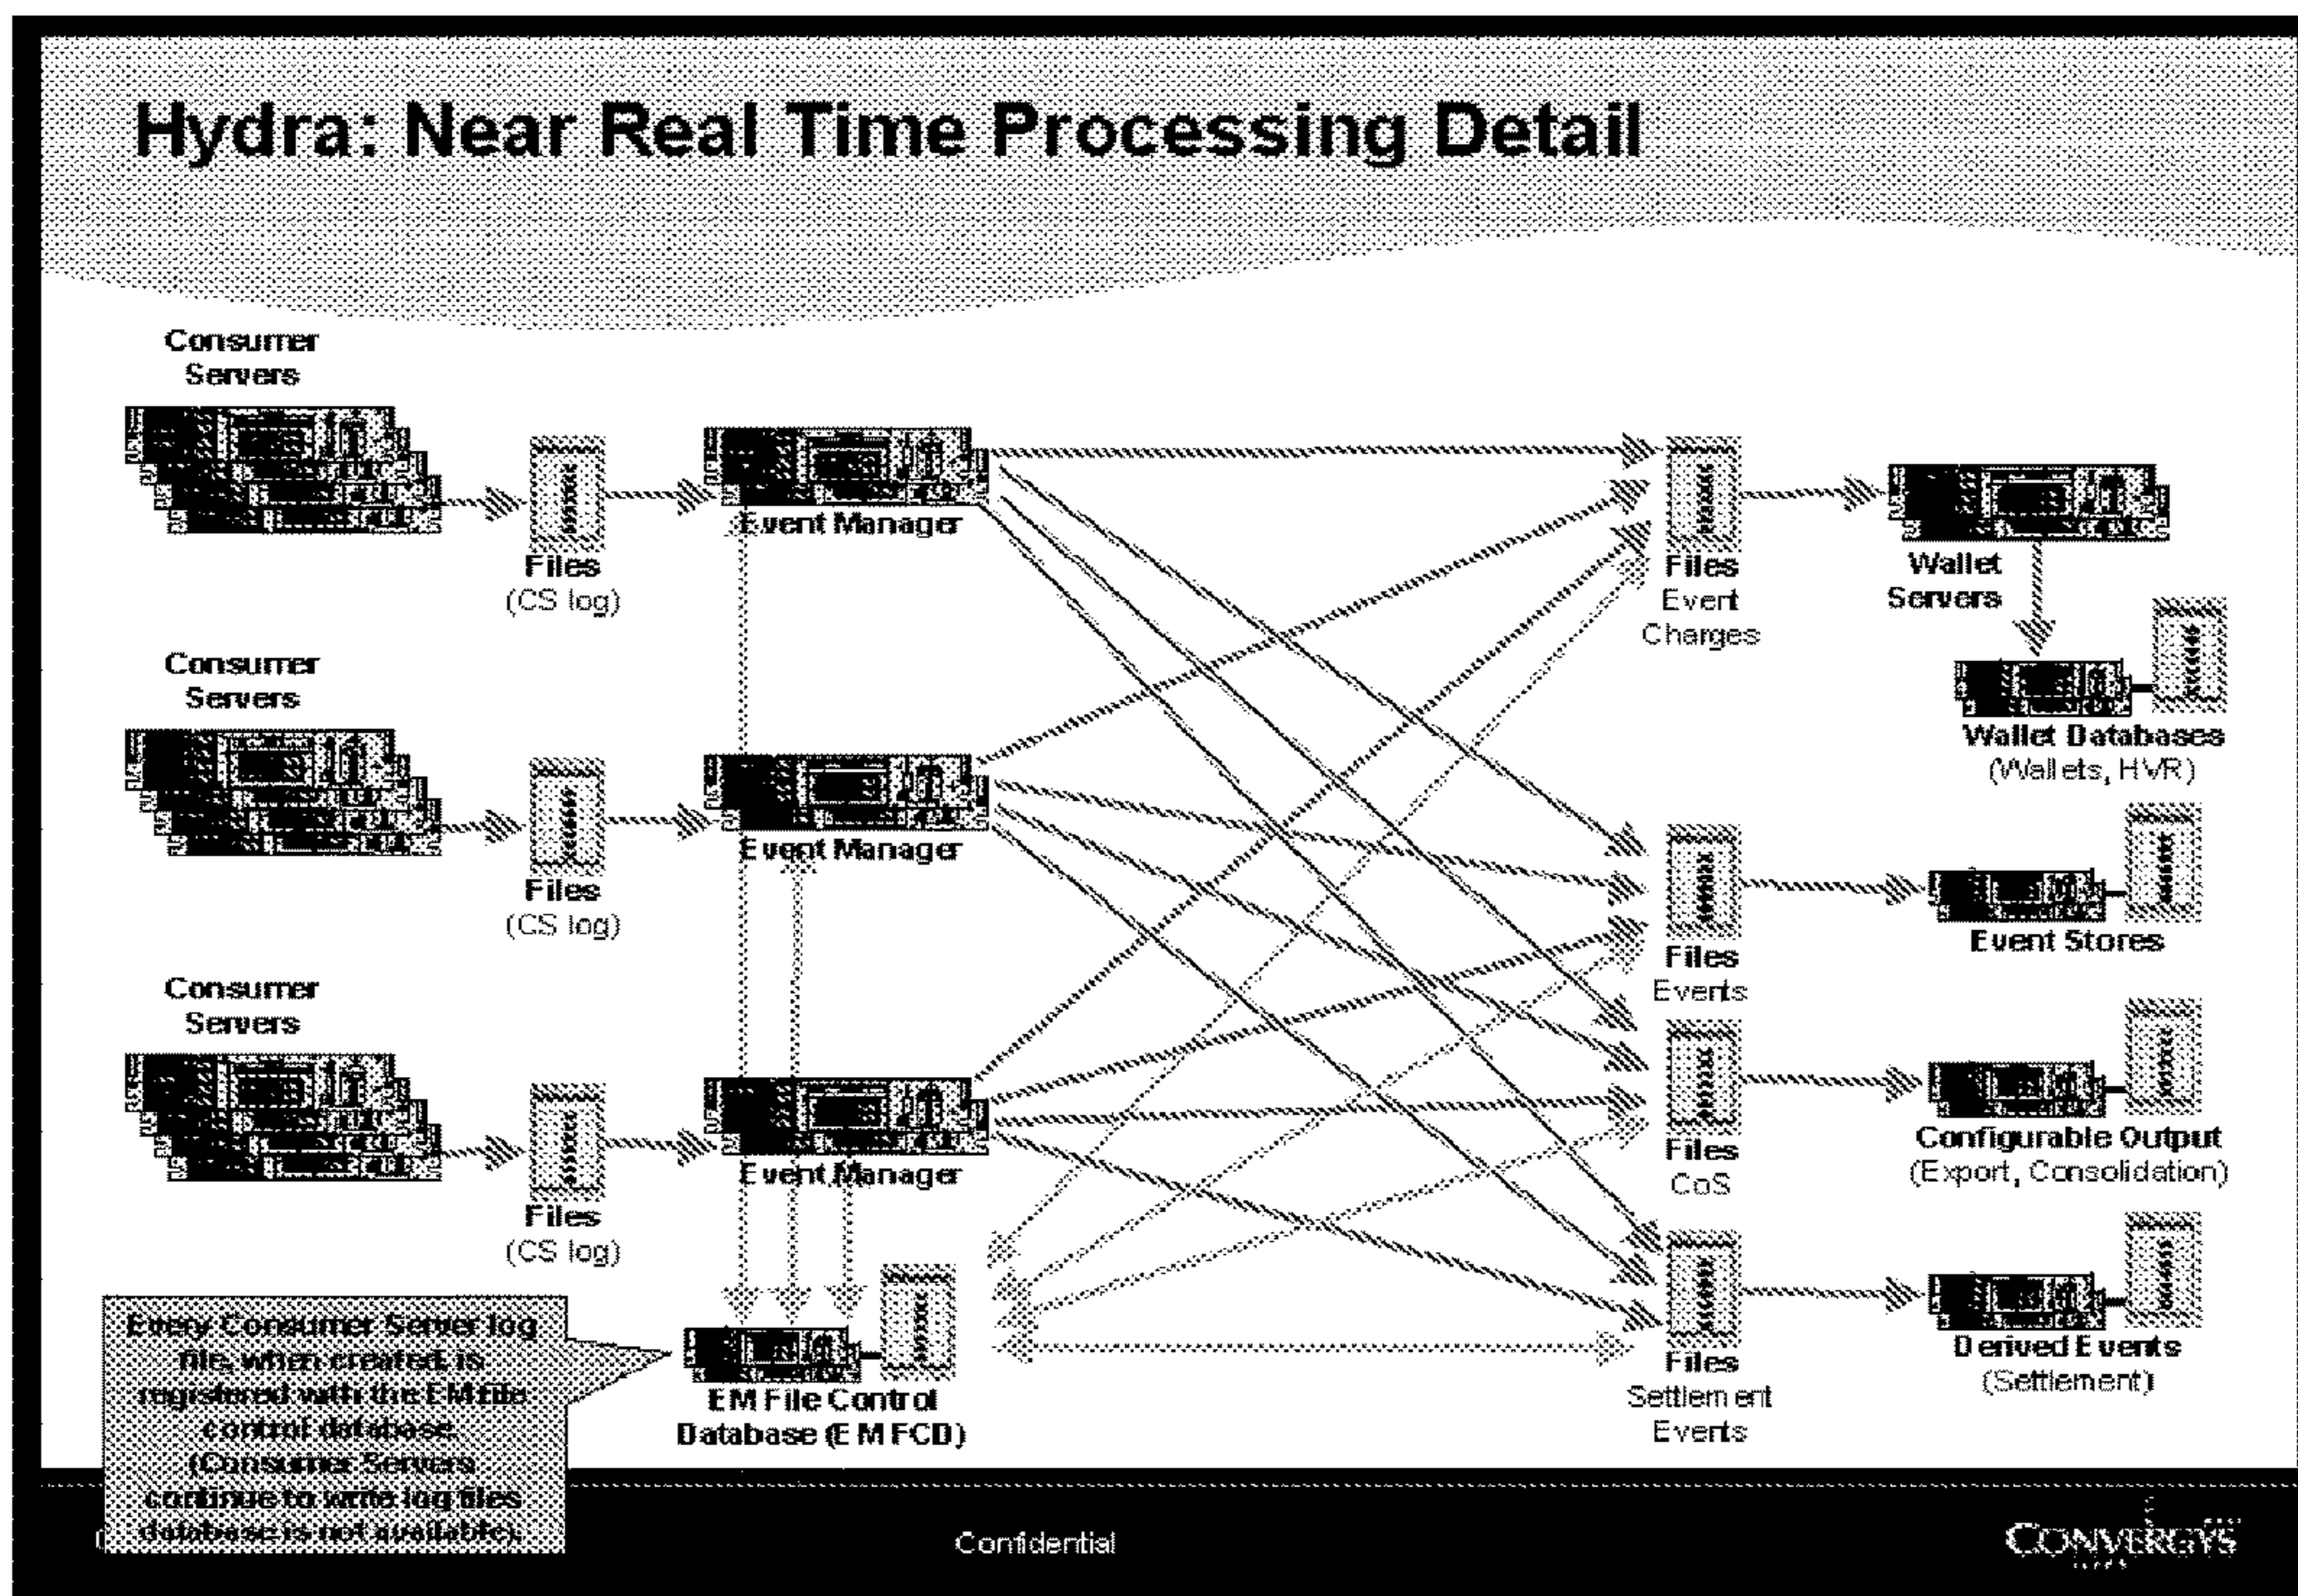 Hydra: Near Real Time Processing Detail
Consumer
Servers
Files
(CS log)
Event Manager
Files
Event
Charges
Wallet
Servers
Wallet Databases
(Wallets, HVR)
Consumer
Servers
Files
(CS log)
Event Manager
Files
Events
Event Stores
Consumer
Servers
Files
(CS log)
Event Manager
Files
CoS
Configurable Output
(Export, Consolidation)
EM File Control
Database (EMFCD)
Files
Settlement
Events
Derived Events
(Settlement)
Every Consumer Server log
file, when created, is
registered with the EM file
control database.
(Consumer Servers
continue to write log files
database is not available).
Confidential
CONVERGYS